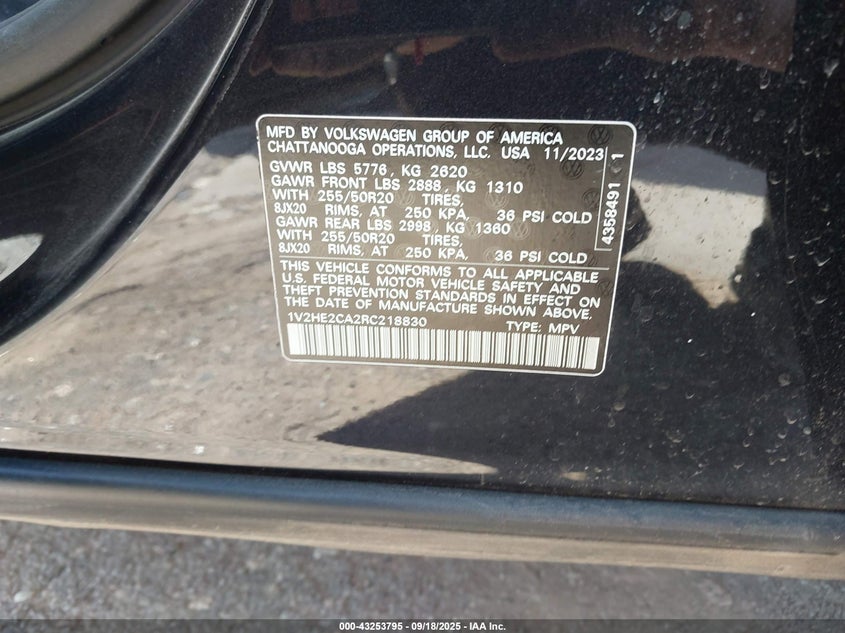 MFD BY VOLKSWAGEN GROUP OF AMERICA
CHATTANOOGA OPERATIONS, LLC. USA 11/2023
GVWR LBS 5776, KG 2620
GAWR FRONT LBS 2888, KG 1310
WITH 255/50R20 TIRES,
8JX20 RIMS, AT 250 KPA, 36 PSI COLD
GAWR REAR LBS 2998, KG 1360
WITH 255/50R20 TIRES,
8JX20 RIMS, AT 250 KPA, 36 PSI COLD
THIS VEHICLE CONFORMS TO ALL APPLICABLE
U.S. FEDERAL MOTOR VEHICLE SAFETY AND
THEFT PREVENTION STANDARDS IN EFFECT ON
THE DATE OF MANUFACTURE SHOWN ABOVE.
1V2HE2CA2RC218830 TYPE: MPV
4358491 1
000-43253795 - 09/18/2025 - IAA Inc.